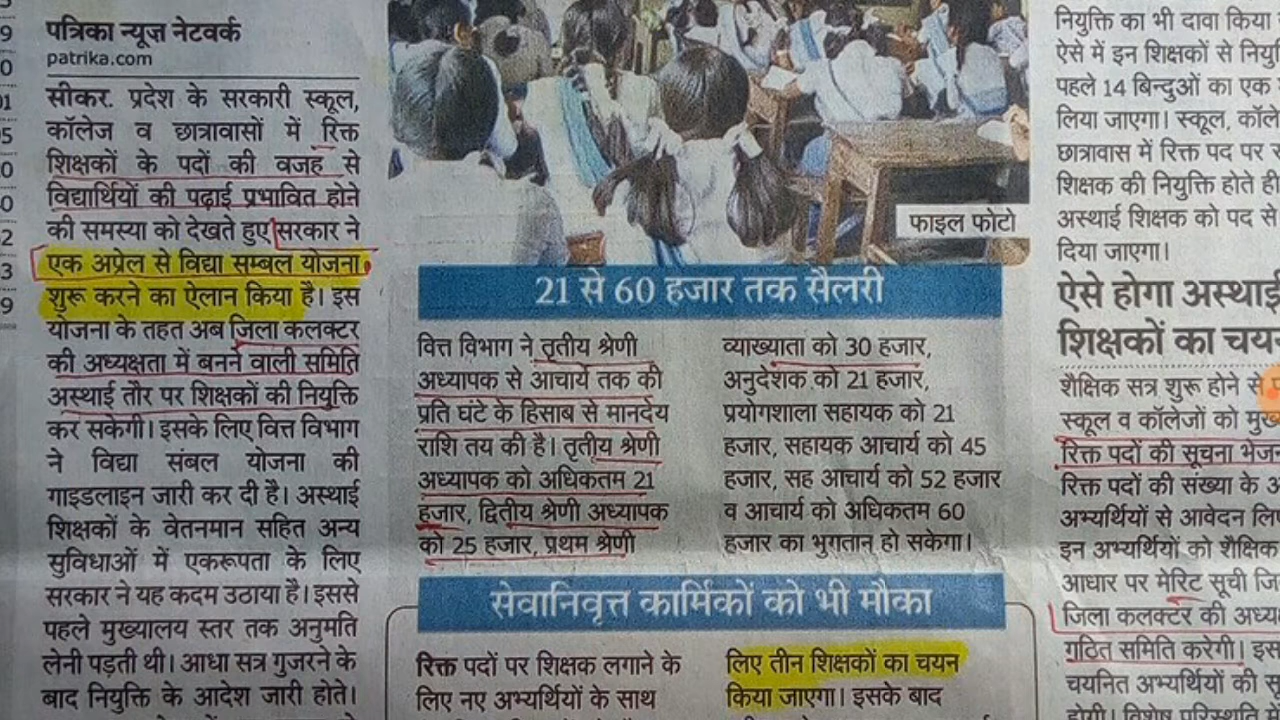 पत्रिका न्यूज़ नेटवर्क
patrika.com
सीकर. प्रदेश के सरकारी स्कूल,
कॉलेज व छात्रावासों में रिक्त
शिक्षकों के पदों की वजह से
विद्यार्थियों की पढ़ाई प्रभावित होने
की समस्या को देखते हुए सरकार ने
एक अप्रेल से विद्या सम्बल योजना
शुरू करने का ऐलान किया है। इस
योजना के तहत अब जिला कलक्टर
की अध्यक्षता में बनने वाली समिति
अस्थाई तौर पर शिक्षकों की नियुक्ति
कर सकेगी। इसके लिए वित्त विभाग
ने विद्या संबल योजना की
गाइडलाइन जारी कर दी है। अस्थाई
शिक्षकों के वेतनमान सहित अन्य
सुविधाओं में एकरूपता के लिए
सरकार ने यह कदम उठाया है। इससे
पहले मुख्यालय स्तर तक अनुमति
लेनी पड़ती थी। आधा सत्र गुजरने के
बाद नियुक्ति के आदेश जारी होते।
फाइल फोटो
21 से 60 हजार तक सैलरी
वित्त विभाग ने तृतीय श्रेणी
अध्यापक से आचार्य तक की
प्रति घंटे के हिसाब से मानदेय
राशि तय की है। तृतीय श्रेणी
अध्यापक को अधिकतम 21
हजार, द्वितीय श्रेणी अध्यापक
को 25 हजार, प्रथम श्रेणी
व्याख्याता को 30 हजार,
अनुदेशक को 21 हजार,
प्रयोगशाला सहायक को 21
हजार, सहायक आचार्य को 45
हजार, सह आचार्य को 52 हजार
व आचार्य को अधिकतम 60
हजार का भुगतान हो सकेगा।
सेवानिवृत्त कार्मिकों को भी मौका
रिक्त पदों पर शिक्षक लगाने के
लिए नए अभ्यर्थियों के साथ
लिए तीन शिक्षकों का चयन
किया जाएगा। इसके बाद
नियुक्ति का भी दावा किया
ऐसे में इन शिक्षकों से
पहले 14 बिन्दुओं का एक
लिया जाएगा। स्कूल,
छात्रावास में रिक्त पद पर
शिक्षक की नियुक्ति होते ही
अस्थाई शिक्षक को पद से
दिया जाएगा।
ऐसे होगा अस्थाई
शिक्षकों का
शैक्षिक सत्र शुरू होने से
स्कूल व कॉलेजों को
रिक्त पदों की सूचना
रिक्त पदों की संख्या के
अभ्यर्थियों से आवेदन
इन अभ्यर्थियों को शैक्षिक
आधार पर मेरिट सूची
जिला कलक्टर की
गठित समिति करेगी। इस
चयनित अभ्यर्थियों की